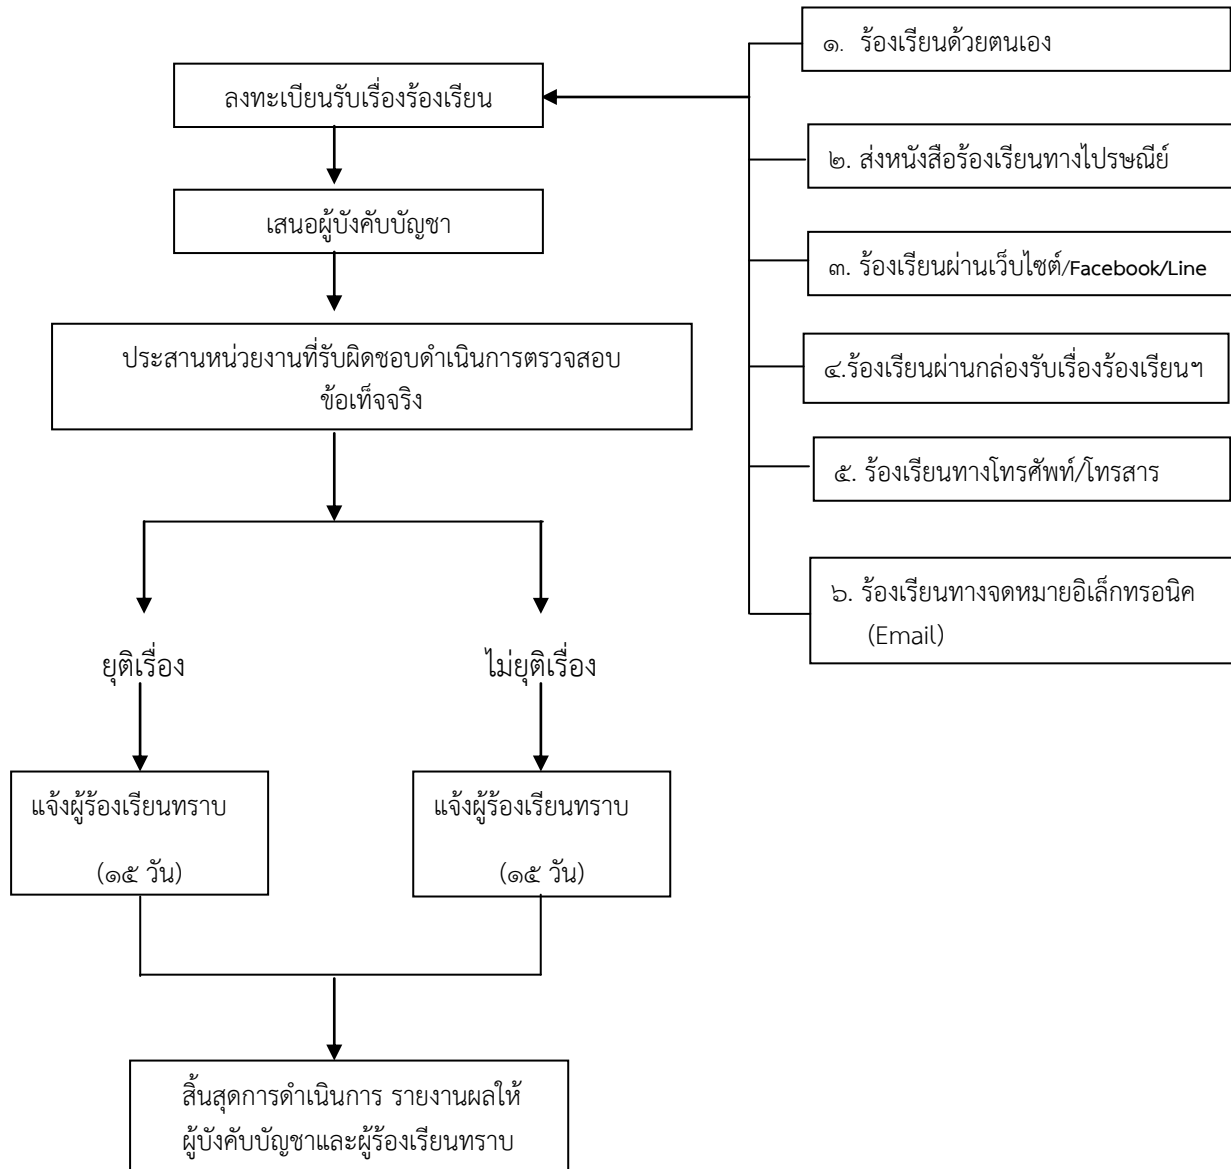 ลงทะเบียนรับเรื่องร้องเรียน
เสนอผู้บังคับบัญชา
ประสานหน่วยงานที่รับผิดชอบดำเนินการตรวจสอบ
ข้อเท็จจริง
ยุติเรื่อง
ไม่ยุติเรื่อง
แจ้งผู้ร้องเรียนทราบ
(๑๕ วัน)
แจ้งผู้ร้องเรียนทราบ
(๑๕ วัน)
สิ้นสุดการดำเนินการ รายงานผลให้
ผู้บังคับบัญชาและผู้ร้องเรียนทราบ
๑. ร้องเรียนด้วยตนเอง
๒. ส่งหนังสือร้องเรียนทางไปรษณีย์
๓. ร้องเรียนผ่านเว็บไซต์/Facebook/Line
๔.ร้องเรียนผ่านกล่องรับเรื่องร้องเรียนฯ
๕. ร้องเรียนทางโทรศัพท์/โทรสาร
๖. ร้องเรียนทางจดหมายอิเล็กทรอนิค
(Email)